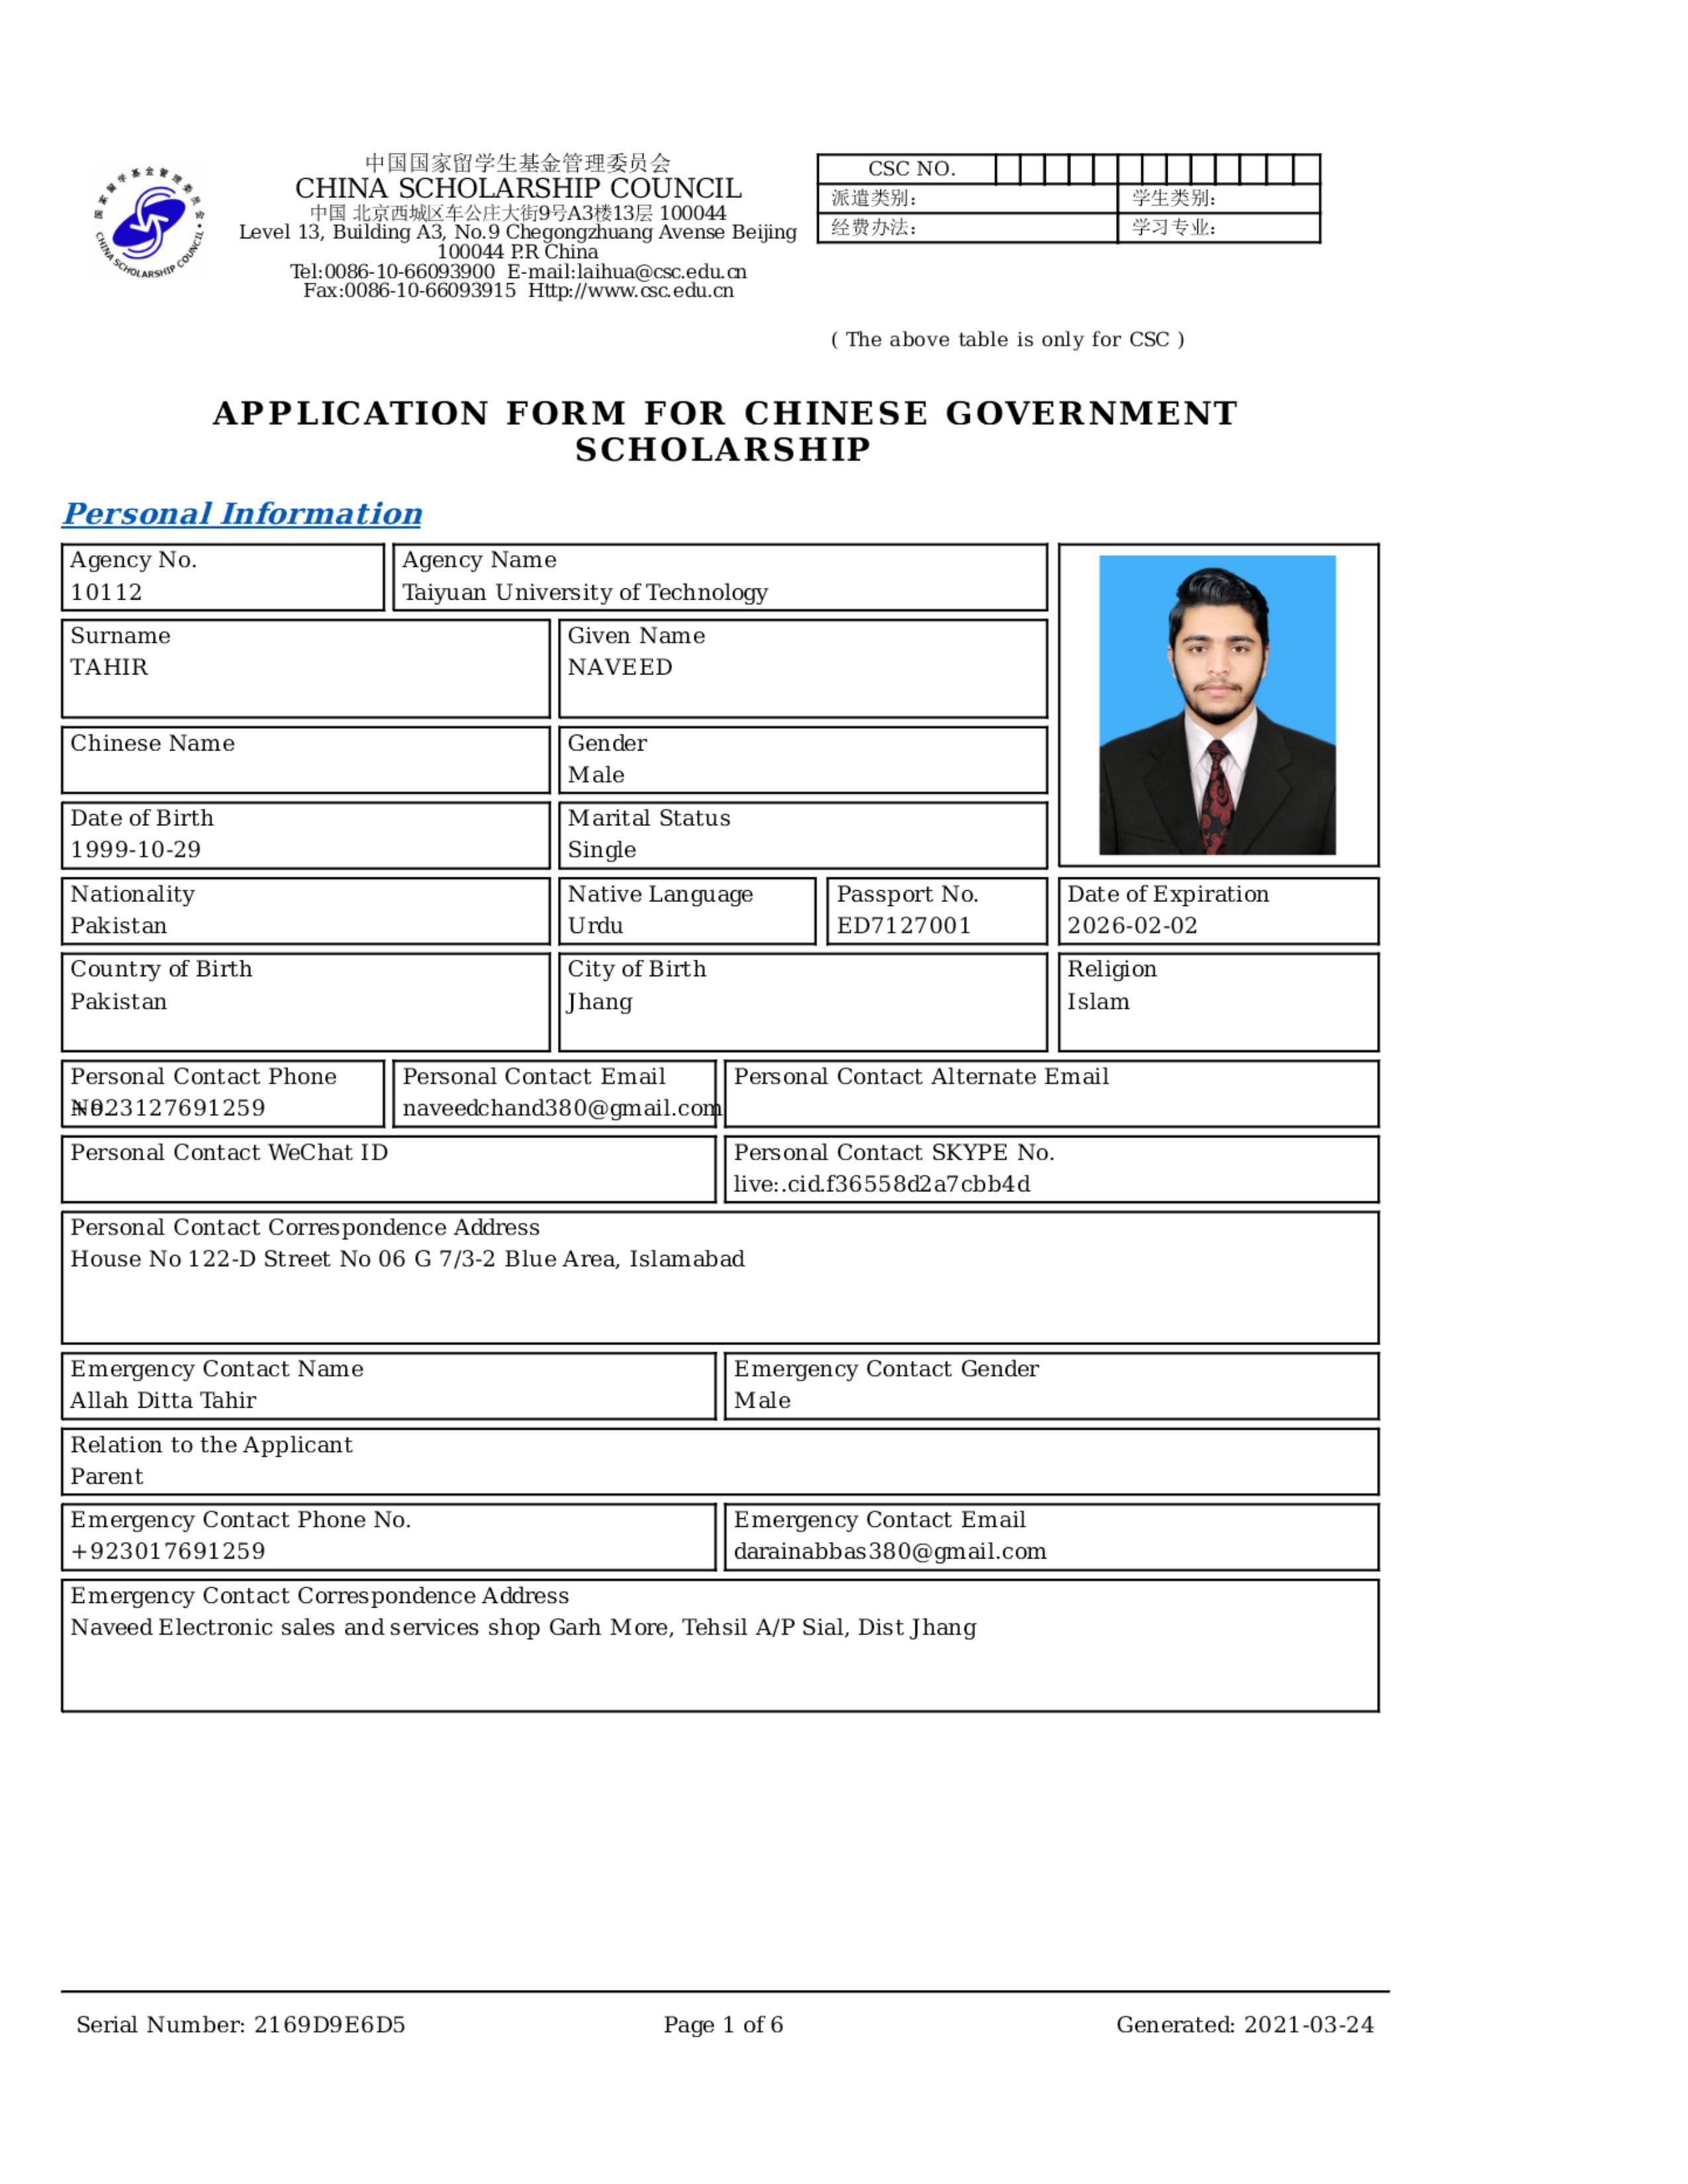 国家留学基金管理委员会
CHINA SCHOLARSHIP COUNCIL
中国国家留学生基金管理委员会
CHINA SCHOLARSHIP COUNCIL
中国 北京西城区车公庄大街9号A3楼13层 100044
Level 13, Building A3, No.9 Chegongzhuang Avense Beijing
100044 P.R China
Tel:0086-10-66093900 E-mail:laihua@csc.edu.cn
Fax:0086-10-66093915 Http://www.csc.edu.cn
CSC NO.
派遣类别: 学生类别:
经费办法: 学习专业:
( The above table is only for CSC )
APPLICATION FORM FOR CHINESE GOVERNMENT
SCHOLARSHIP
Personal Information
Agency No. Agency Name
10112 Taiyuan University of Technology
Surname Given Name
TAHIR NAVEED
Chinese Name Gender
Male
Date of Birth Marital Status
1999-10-29 Single
Nationality Native Language Passport No. Date of Expiration
Pakistan Urdu ED7127001 2026-02-02
Country of Birth City of Birth Religion
Pakistan Jhang Islam
Personal Contact Phone Personal Contact Email Personal Contact Alternate Email
No.
+923127691259 naveedchand380@gmail.com
Personal Contact WeChat ID Personal Contact SKYPE No.
live:.cid.f36558d2a7cbb4d
Personal Contact Correspondence Address
House No 122-D Street No 06 G 7/3-2 Blue Area, Islamabad
Emergency Contact Name Emergency Contact Gender
Allah Ditta Tahir Male
Relation to the Applicant
Parent
Emergency Contact Phone No. Emergency Contact Email
+923017691259 darainabbas380@gmail.com
Emergency Contact Correspondence Address
Naveed Electronic sales and services shop Garh More, Tehsil A/P Sial, Dist Jhang
Serial Number: 2169D9E6D5 Page 1 of 6 Generated: 2021-03-24